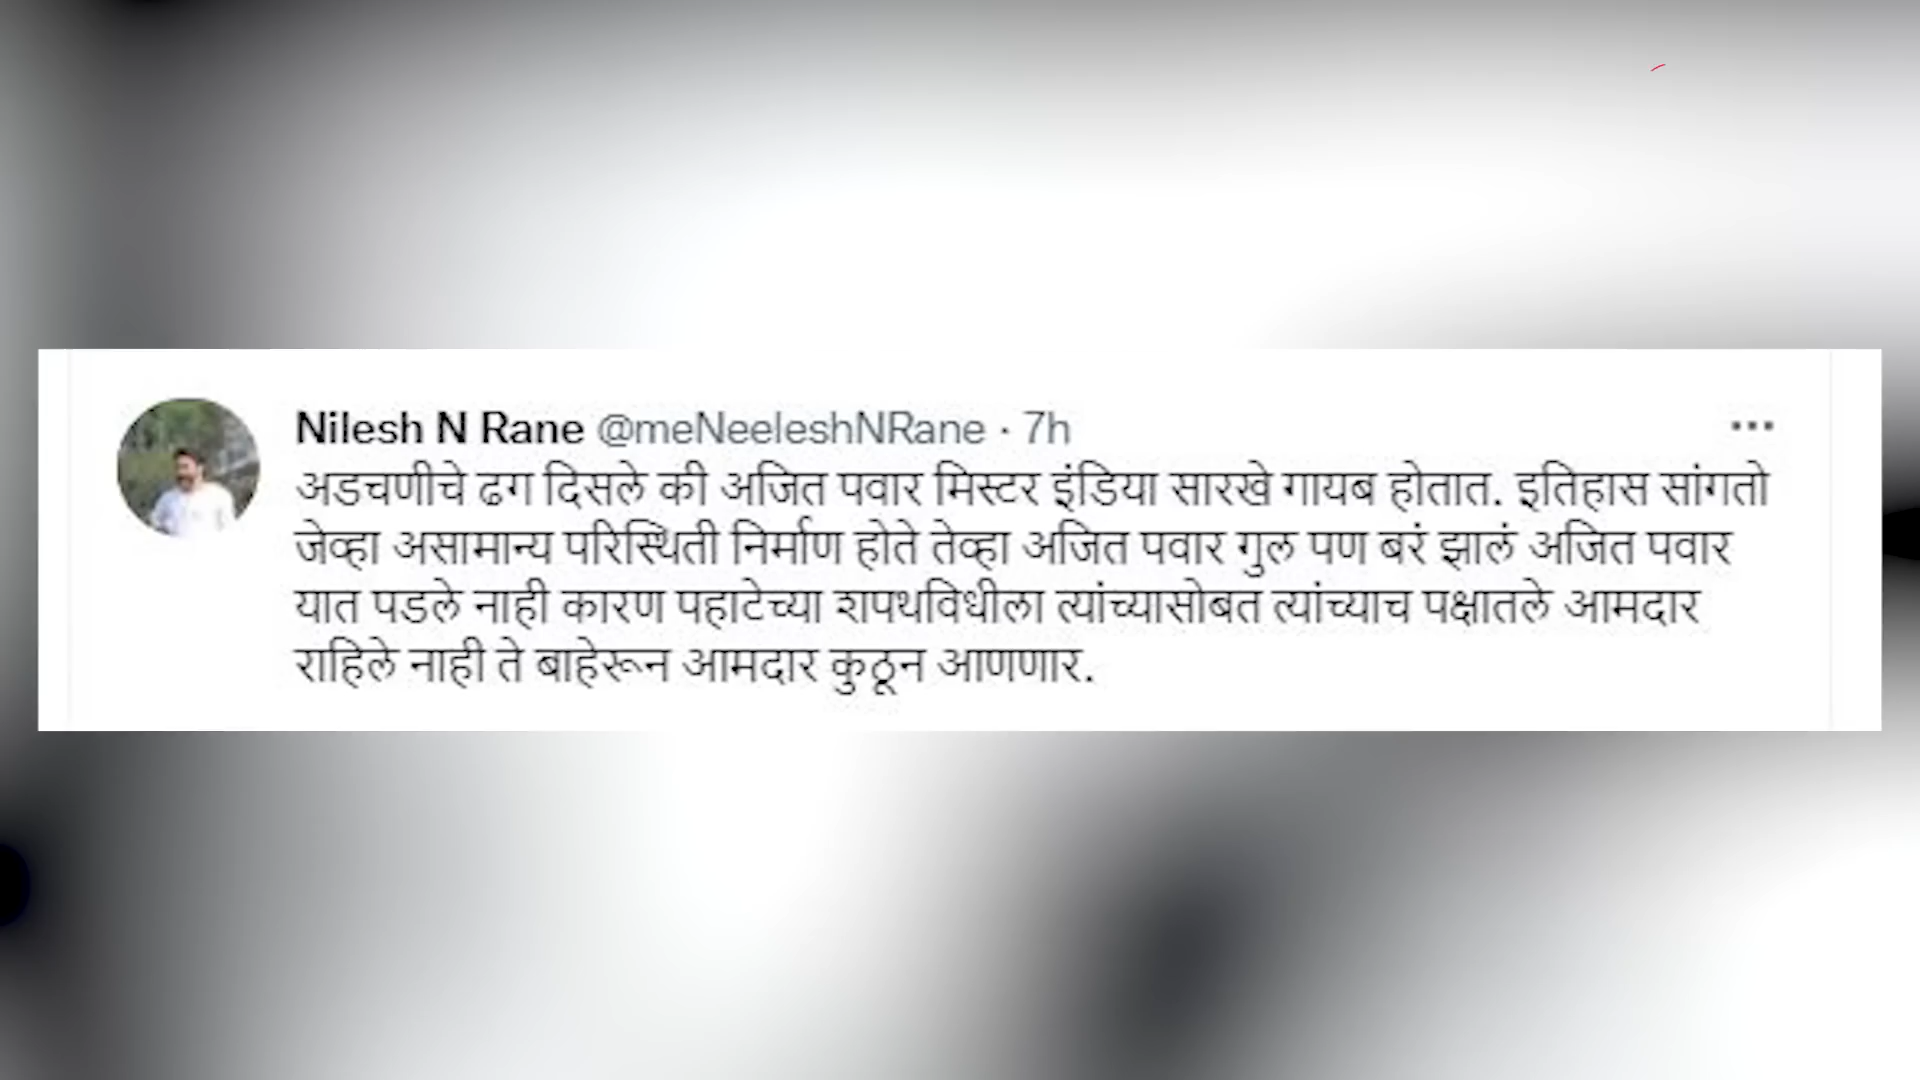 Nilesh N Rane @meNeeleshNRane · 7h
अडचणीचे ढग दिसले की अजित पवार मिस्टर इंडिया सारखे गायब होतात. इतिहास सांगतो
जेव्हा असामान्य परिस्थिती निर्माण होते तेव्हा अजित पवार गुल पण बरं झालं अजित पवार
यात पडले नाही कारण पहाटेच्या शपथविधीला त्यांच्यासोबत त्यांच्याच पक्षातले आमदार
राहिले नाही ते बाहेरून आमदार कुठून आणणार.